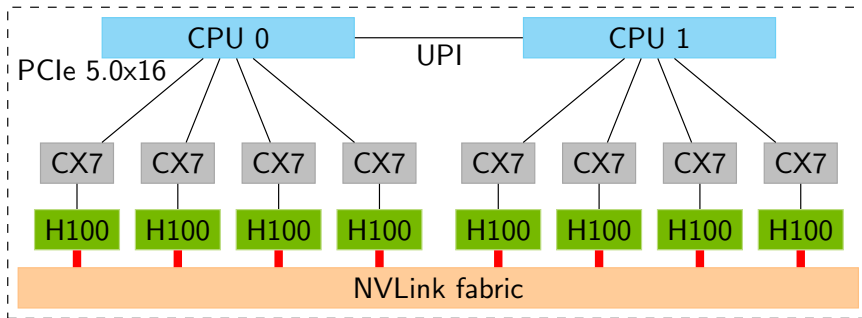 CPU 0
CPU 1
UPI
PCIe 5.0x16
CX7 CX7 CX7 CX7 CX7 CX7 CX7 CX7
H100 H100 H100 H100 H100 H100 H100 H100
NVLink fabric